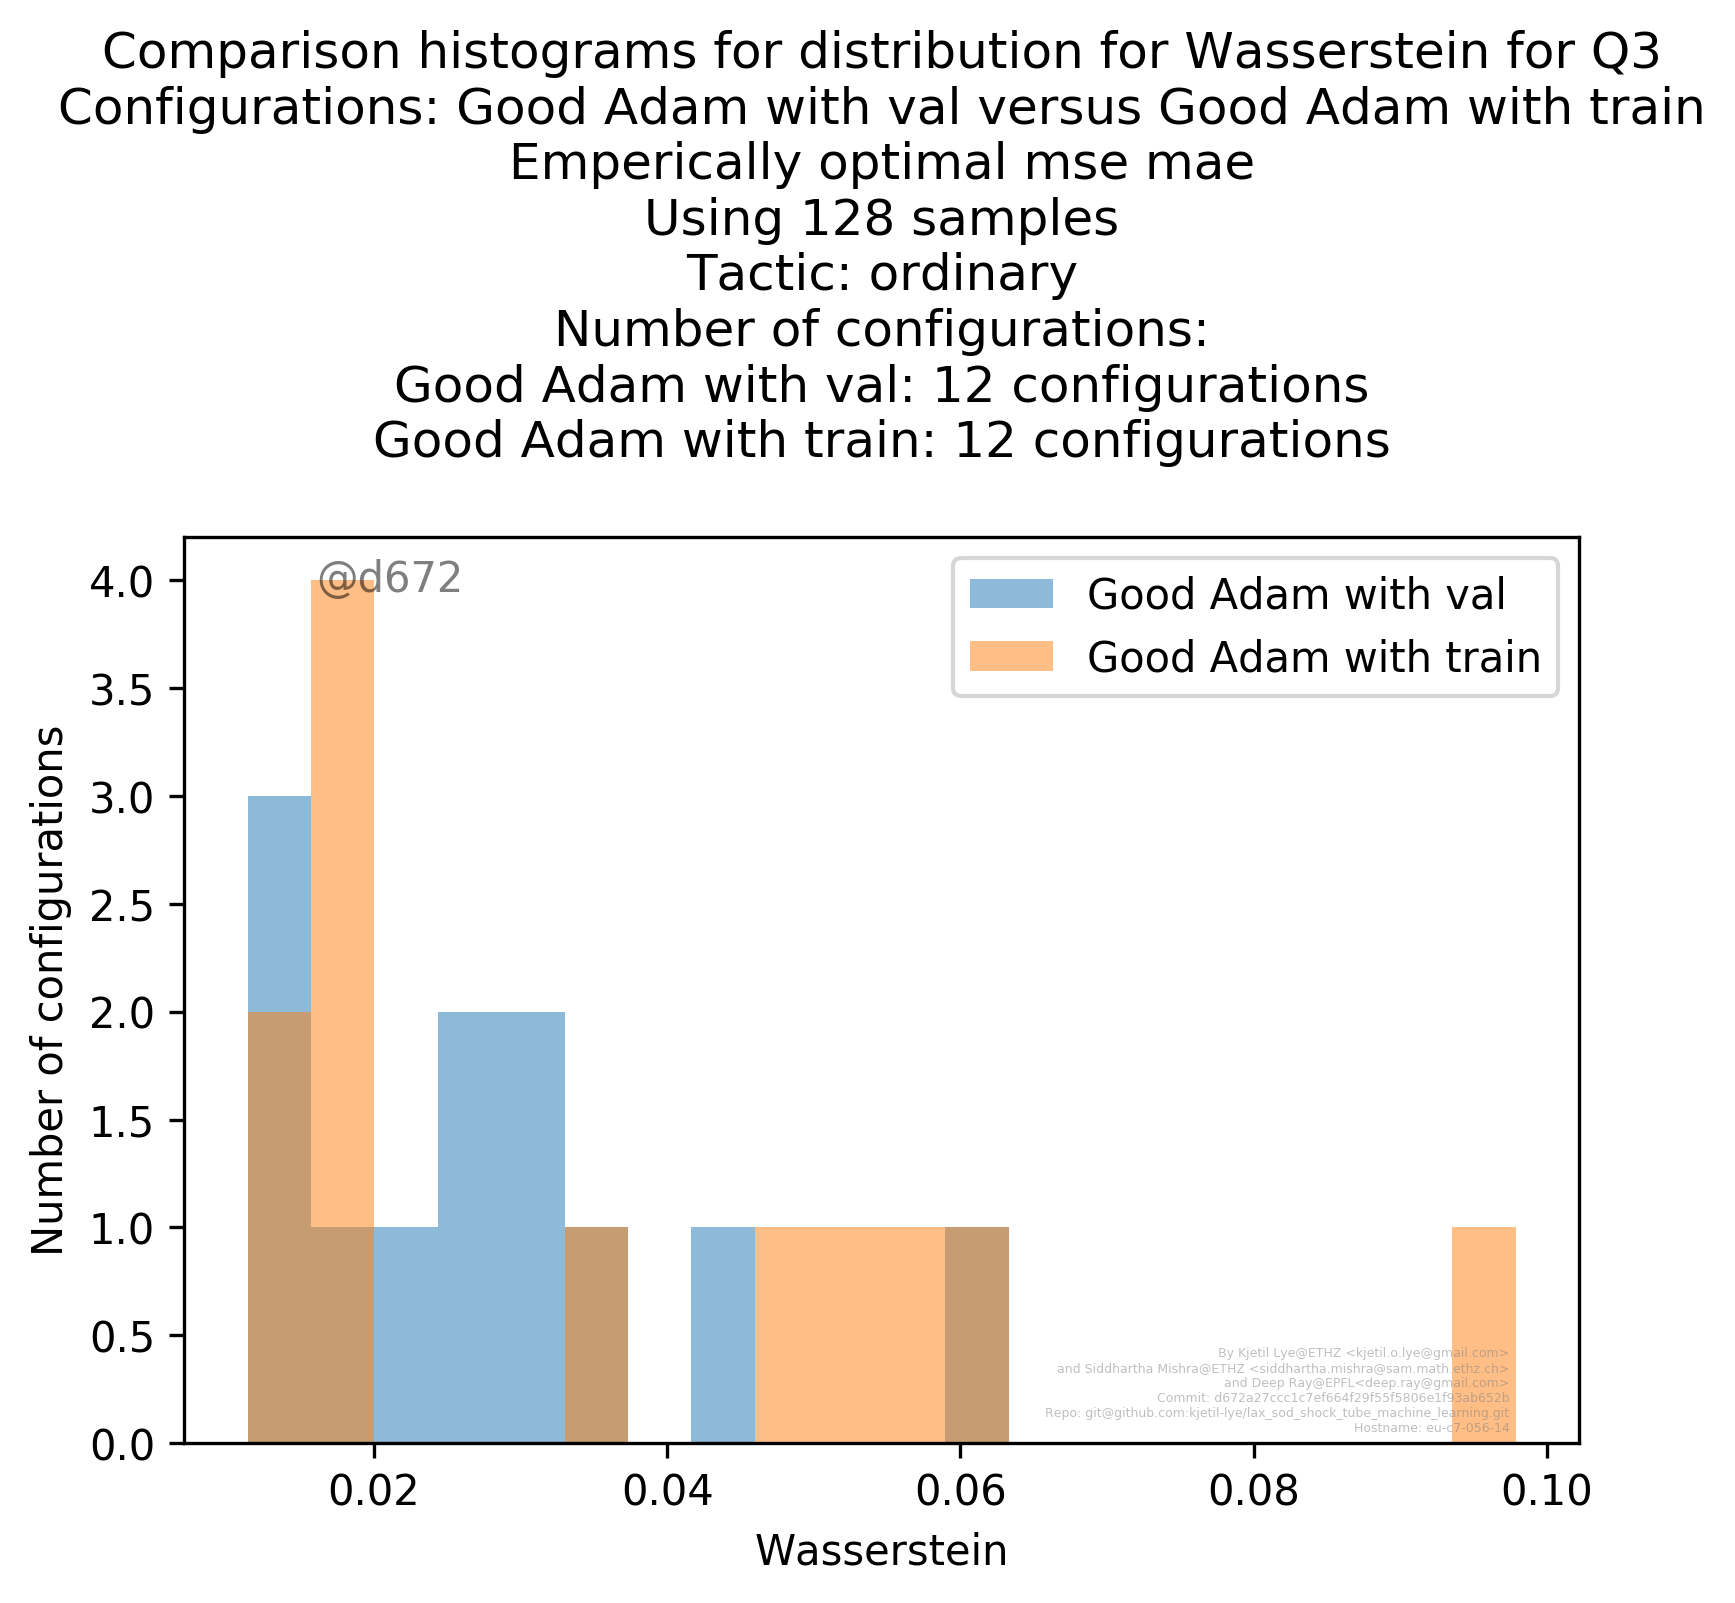 Comparison histograms for distribution for Wasserstein for Q3
Configurations: Good Adam with val versus Good Adam with train
Emperically optimal mse mae
Using 128 samples
Tactic: ordinary
Number of configurations:
Good Adam with val: 12 configurations
Good Adam with train: 12 configurations
@d672
Good Adam with val
Good Adam with train
4.0
3.5
3.0
2.5
2.0
1.5
1.0
0.5
0.0
Number of configurations
By Kjetil Lye@ETHZ <kjetil.o.lye@gmail.com>
and Siddhartha Mishra@ETHZ <siddhartha.mishra@sam.math.ethz.ch>
and Deep Ray@EPFL<deep.ray@gmail.com>
Commit: d672a27ccc1c7ef664f29f55f5806e1f93ab652b
Repo: git@github.com:kjetil-lye/lax_sod_shock_tube_machine_learning.git
Hostname: eu-c7-056-14
0.02
0.04
0.06
0.08
0.10
Wasserstein